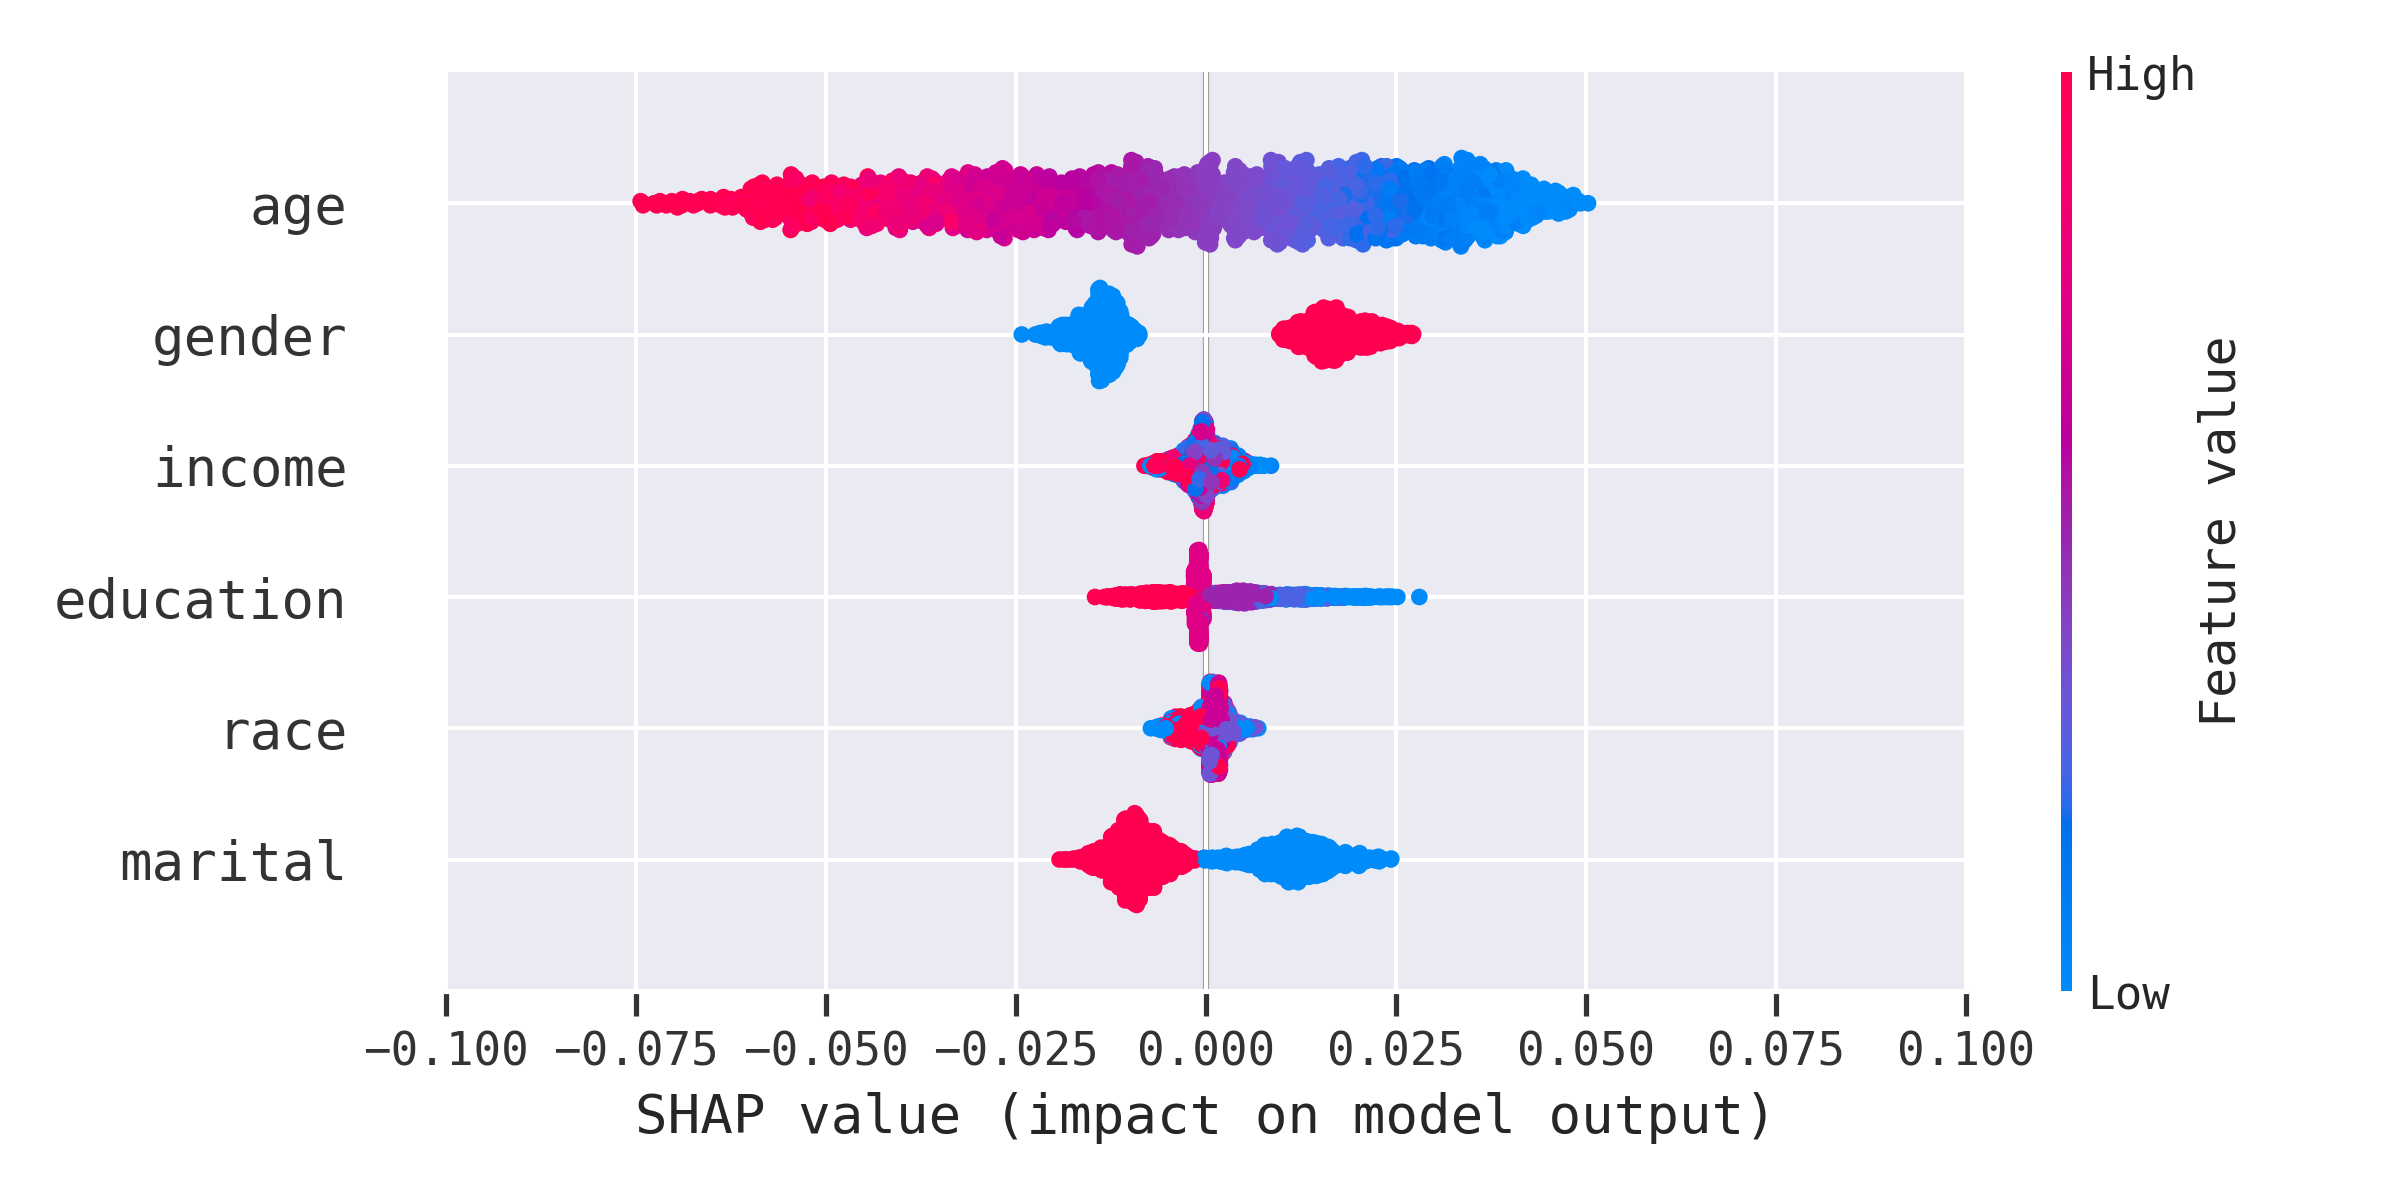 High
age
gender
income
education
race
marital
Feature value
Low
−0.100 −0.075 −0.050 −0.025 0.000 0.025 0.050 0.075 0.100
SHAP value (impact on model output)